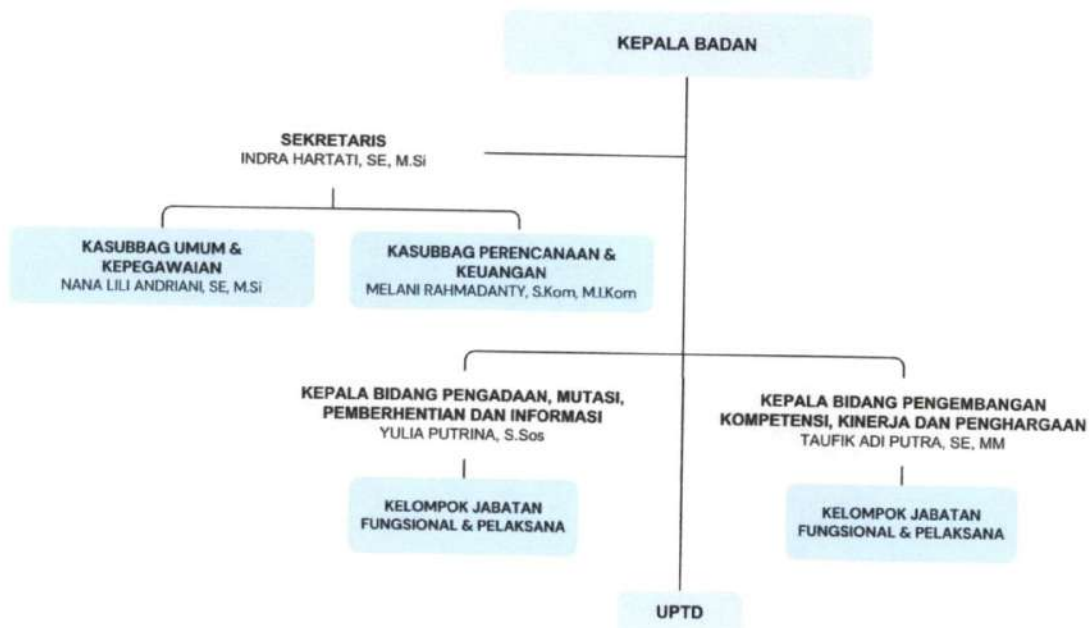 KEPALA BADAN
SEKRETARIS
INDRA HARTATI, SE, M.Si
KASUBBAG UMUM &
KEPEGAWAIAN
NANA LILI ANDRIANI, SE, M.Si
KASUBBAG PERENCANAAN &
KEUANGAN
MELANI RAHMADANTY, S.Kom, M.I.Kom
KEPALA BIDANG PENGADAAN, MUTASI,
PEMBERHENTIAN DAN INFORMASI
YULIA PUTRINA, S.Sos
KELOMPOK JABATAN
FUNGSIONAL & PELAKSANA
KEPALA BIDANG PENGEMBANGAN
KOMPETENSI, KINERJA DAN PENGHARGAAN
TAUFIK ADI PUTRA, SE, MM
KELOMPOK JABATAN
FUNGSIONAL & PELAKSANA
UPTD